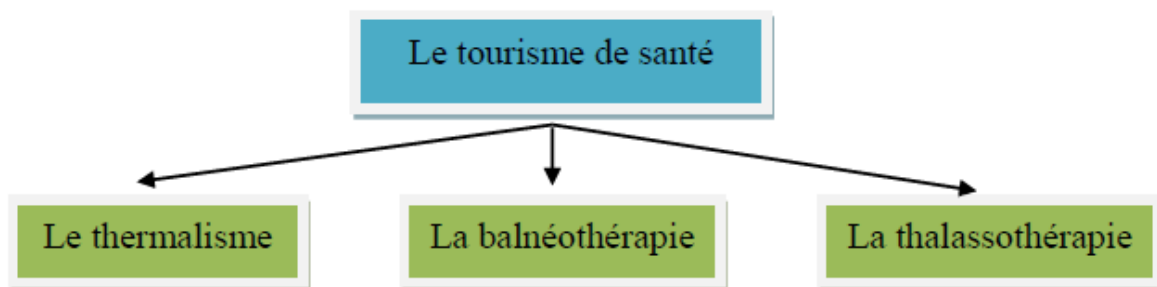 Le tourisme de santé
Le thermalisme
La balnéothérapie
La thalassothérapie